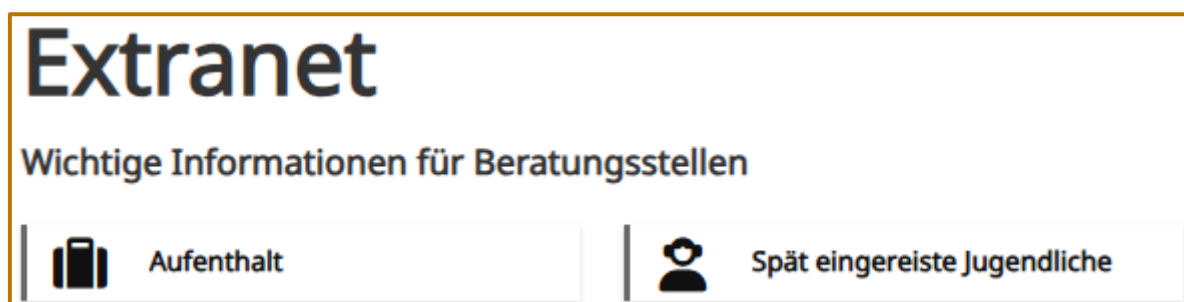 Extranet
Wichtige Informationen für Beratungsstellen
Aufenthalt
Spät eingereiste Jugendliche